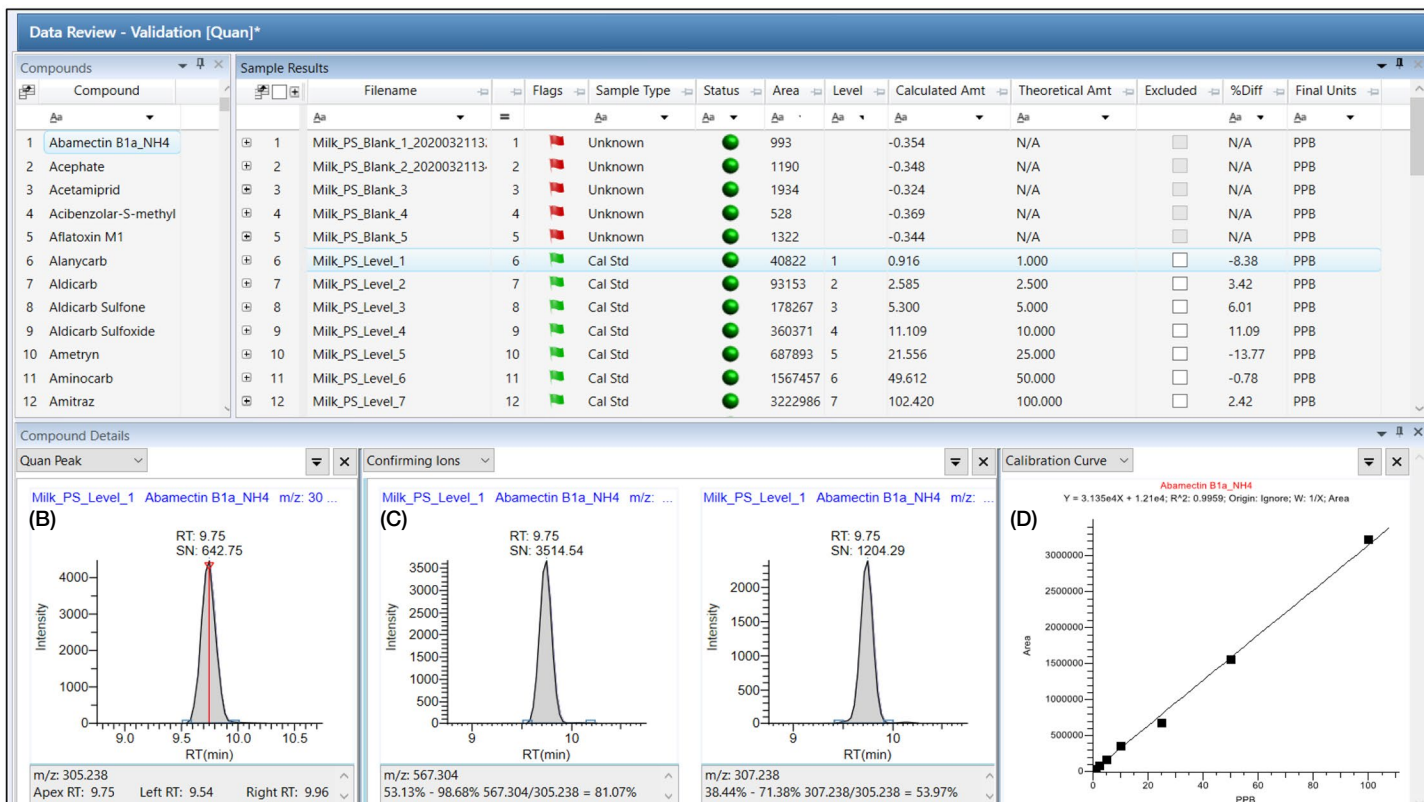 Data Review - Validation [Quan]*
Compounds
Sample Results
Compound
Filename Flags Sample Type Status Area Level Calculated Amt Theoretical Amt Excluded %Diff Final Units
Aa
Aa = Aa Aa Aa Aa Aa Aa Aa Aa
1 Abamectin B1a_NH4
2 Acephate
3 Acetamiprid
4 Acibenzolar-S-methyl
5 Aflatoxin M1
6 Alanycarb
7 Aldicarb
8 Aldicarb Sulfone
9 Aldicarb Sulfoxide
10 Ametryn
11 Aminocarb
12 Amitraz
1 Milk_PS_Blank_1_2020032113. 1 Unknown 993 -0.354 N/A N/A PPB
2 Milk_PS_Blank_2_2020032113- 2 Unknown 1190 -0.348 N/A N/A PPB
3 Milk_PS_Blank_3 3 Unknown 1934 -0.324 N/A N/A PPB
4 Milk_PS_Blank_4 4 Unknown 528 -0.369 N/A N/A PPB
5 Milk_PS_Blank_5 5 Unknown 1322 -0.344 N/A N/A PPB
6 Milk_PS_Level_1 6 Cal Std 40822 1 0.916 1.000 -8.38 PPB
7 Milk_PS_Level_2 7 Cal Std 93153 2 2.585 2.500 3.42 PPB
8 Milk_PS_Level_3 8 Cal Std 178267 3 5.300 5.000 6.01 PPB
9 Milk_PS_Level_4 9 Cal Std 360371 4 11.109 10.000 11.09 PPB
10 Milk_PS_Level_5 10 Cal Std 687893 5 21.556 25.000 -13.77 PPB
11 Milk_PS_Level_6 11 Cal Std 1567457 6 49.612 50.000 -0.78 PPB
12 Milk_PS_Level_7 12 Cal Std 3222986 7 102.420 100.000 2.42 PPB
Compound Details
Quan Peak
Milk_PS_Level_1 Abamectin B1a_NH4 m/z: 30 ...
(B)
RT: 9.75
SN: 642.75
4000
3000
2000
1000
0
Intensity
9.0 9.5 10.0 10.5
RT(min)
m/z: 305.238
Apex RT: 9.75 Left RT: 9.54 Right RT: 9.96
Confirming Ions
Milk_PS_Level_1 Abamectin B1a_NH4 m/z: ...
(C)
RT: 9.75
SN: 3514.54
3500
3000
2500
2000
1500
1000
500
0
Intensity
9 10
RT(min)
m/z: 567.304
53.13% - 98.68% 567.304/305.238 = 81.07%
Milk_PS_Level_1 Abamectin B1a_NH4 m/z: ...
RT: 9.75
SN: 1204.29
2000
1500
1000
500
0
Intensity
9 10
RT(min)
m/z: 307.238
38.44% - 71.38% 307.238/305.238 = 53.97%
Calibration Curve
Abamectin B1a_NH4
Y = 3.135e4X + 1.21e4; R^2: 0.9959; Origin: Ignore; W: 1/X; Area
(D)
3000000
2500000
2000000
1500000
1000000
500000
0
Area
0 20 40 60 80 100
PPB